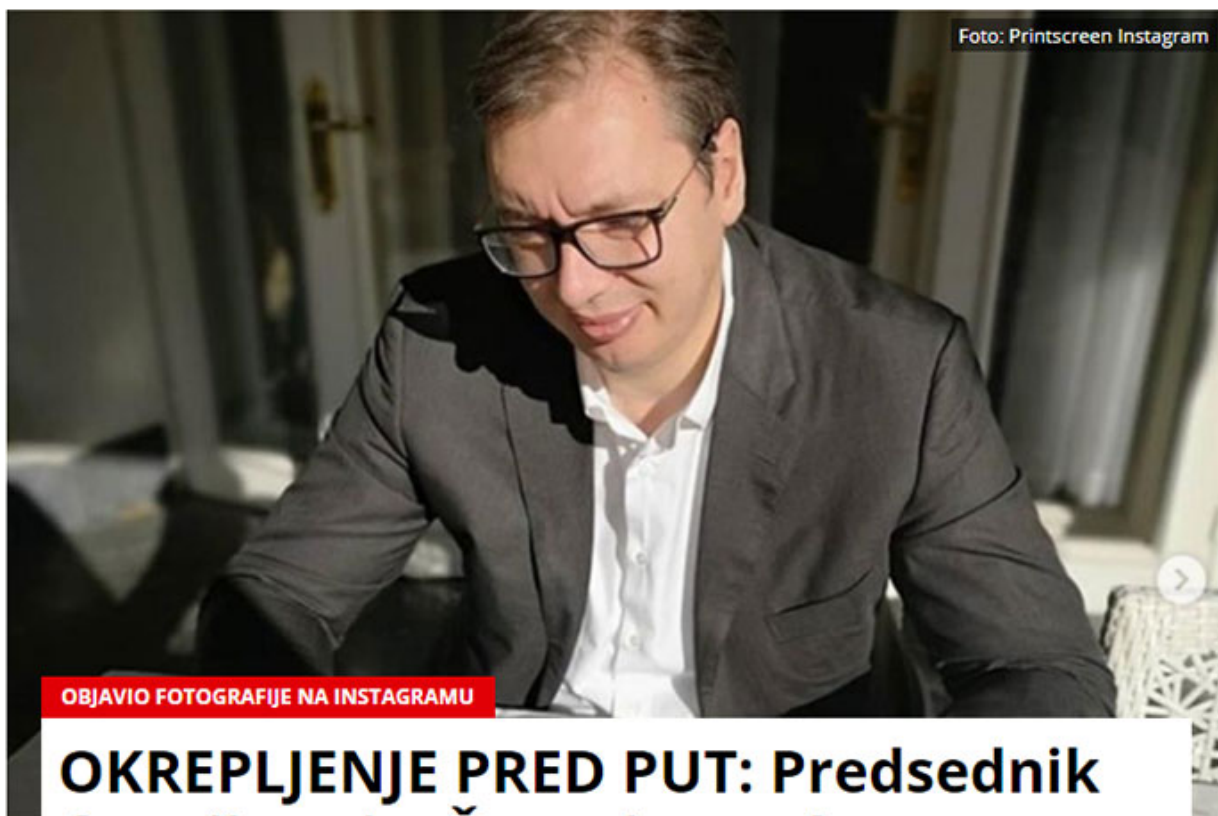 Foto: Printscreen Instagram
OBJAVIO FOTOGRAFIJE NA INSTAGRAMU
OKREPLJENJE PRED PUT: Predsednik